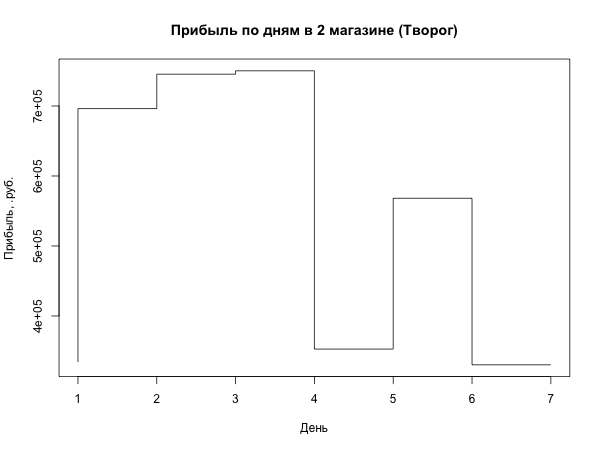 Прибыль по дням в 2 магазине (Творог)
Прибыль, .руб.
7e+05
6e+05
5e+05
4e+05
1 2 3 4 5 6 7
День